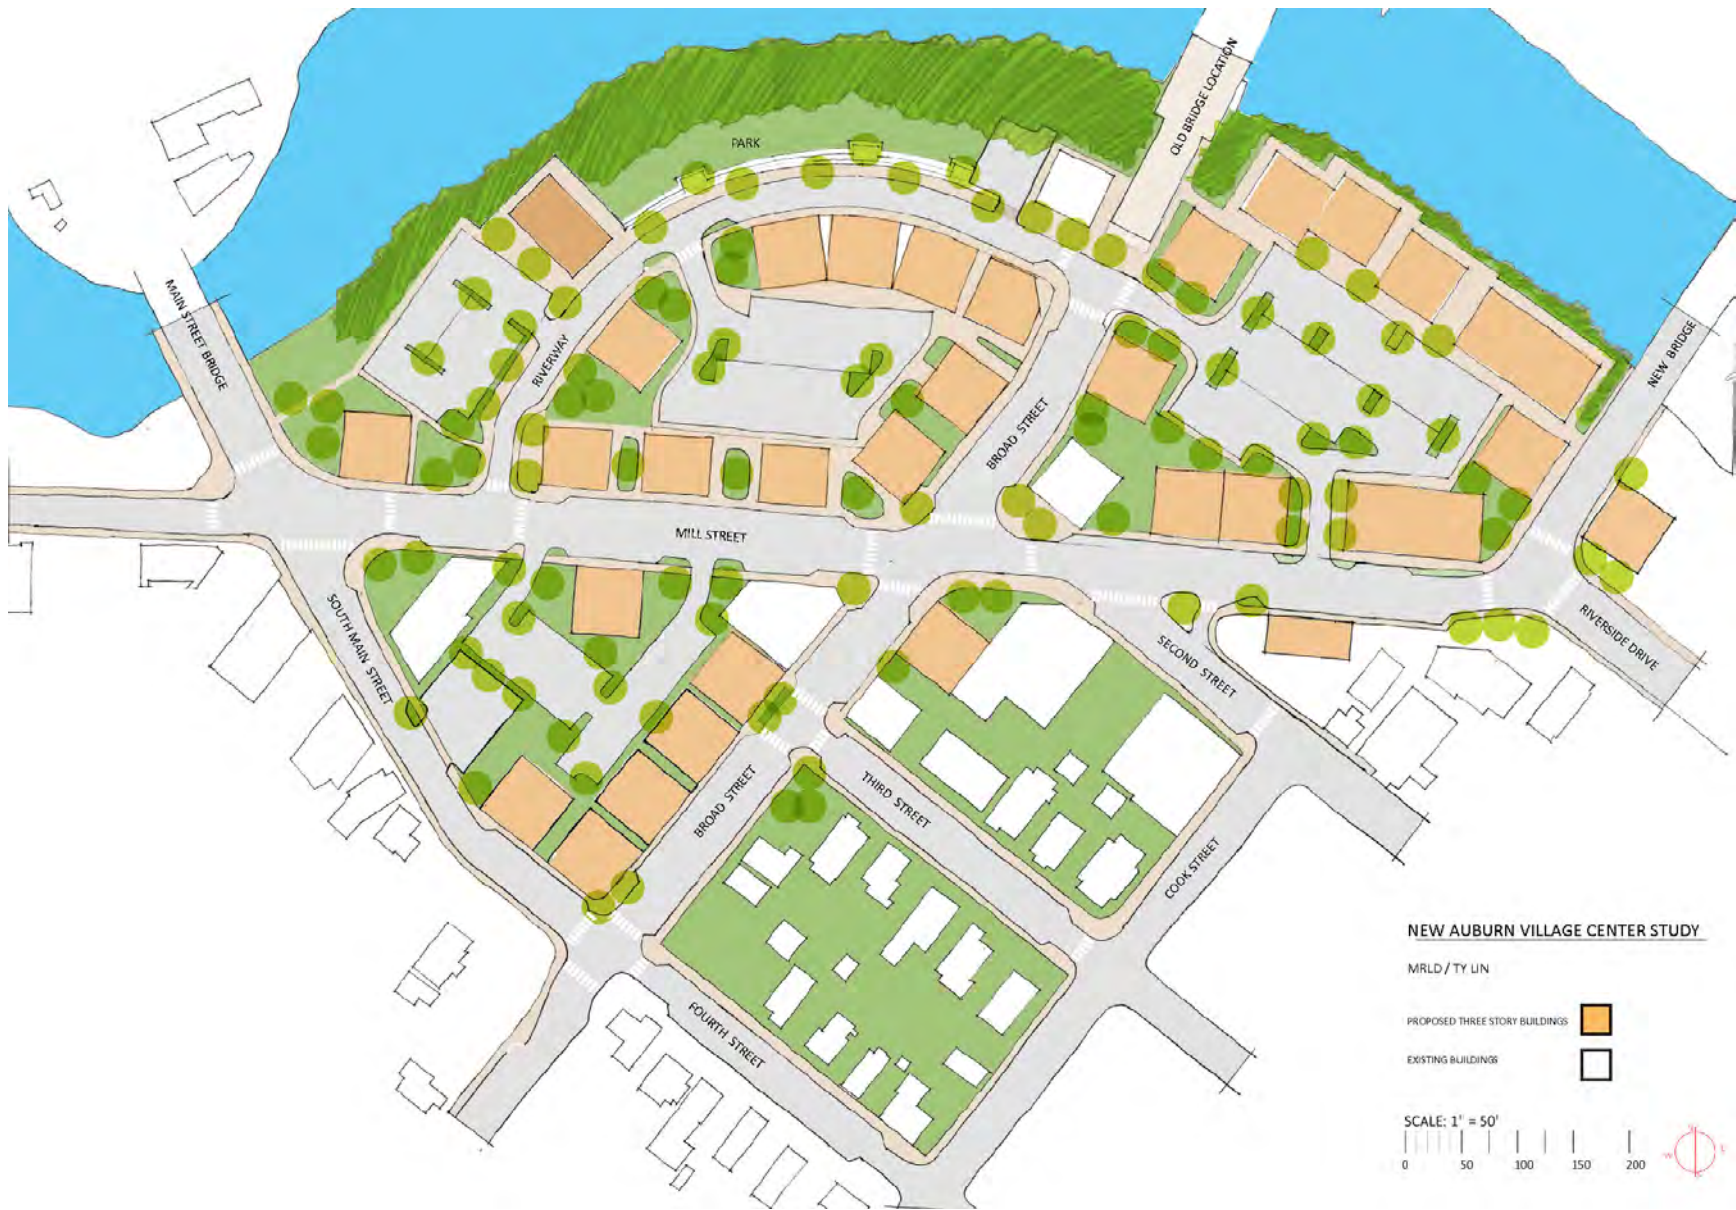 OLD BRIDGE LOCATION
PARK
MAIN STREET BRIDGE
RIVERWAY
NEW BRIDGE
BROAD STREET
MILL STREET
SOUTH MAIN STREET
SECOND STREET
RIVERSIDE DRIVE
BROAD STREET
THIRD STREET
COOK STREET
FOURTH STREET
NEW AUBURN VILLAGE CENTER STUDY
MRLD / TY LIN
PROPOSED THREE STORY BUILDINGS
EXISTING BUILDINGS
SCALE: 1" = 50'
0 50 100 150 200